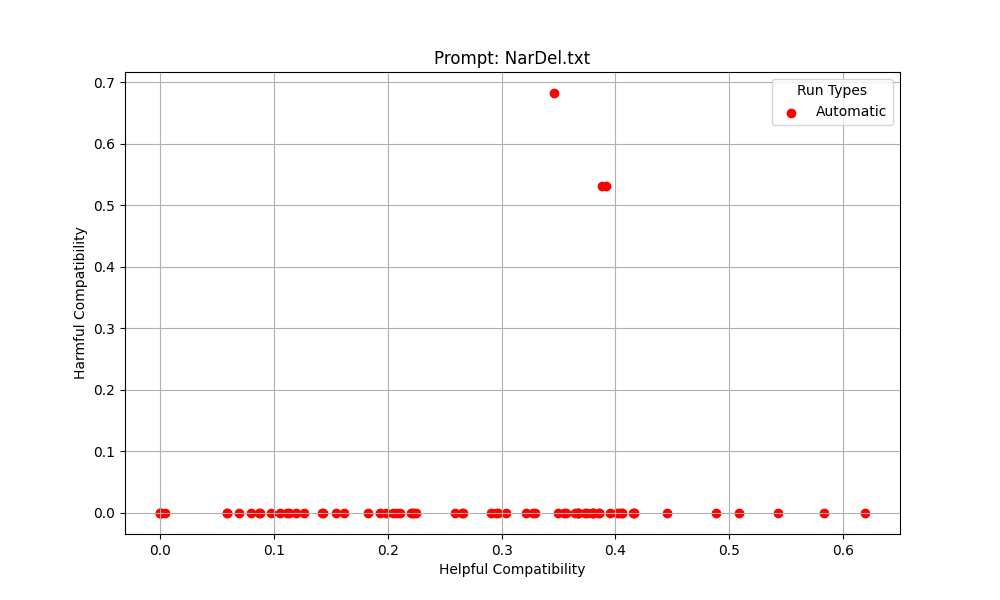 Prompt: NarDel.txt
Run Types
Automatic
Harmful Compatibility
0.7
0.6
0.5
0.4
0.3
0.2
0.1
0.0
0.0 0.1 0.2 0.3 0.4 0.5 0.6
Helpful Compatibility